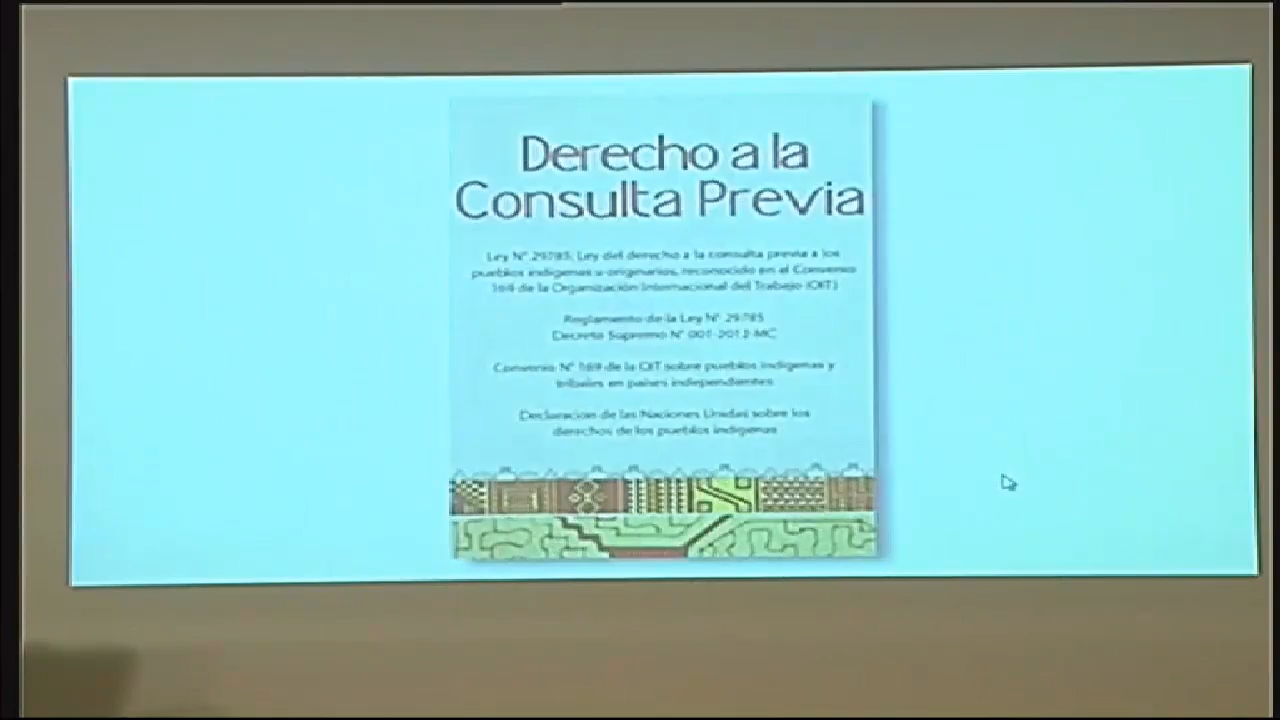 Derecho a la
Consulta Previa
Ley N° 29785, Ley del derecho a la consulta previa a los
pueblos indígenas u originarios, reconocido en el Convenio
169 de la Organización Internacional del Trabajo (OIT)
Reglamento de la Ley N° 29785
Decreto Supremo N° 001-2012-MC
Convenio N° 169 de la OIT sobre pueblos indígenas y
tribales en países independientes
Declaración de las Naciones Unidas sobre los
derechos de los pueblos indígenas